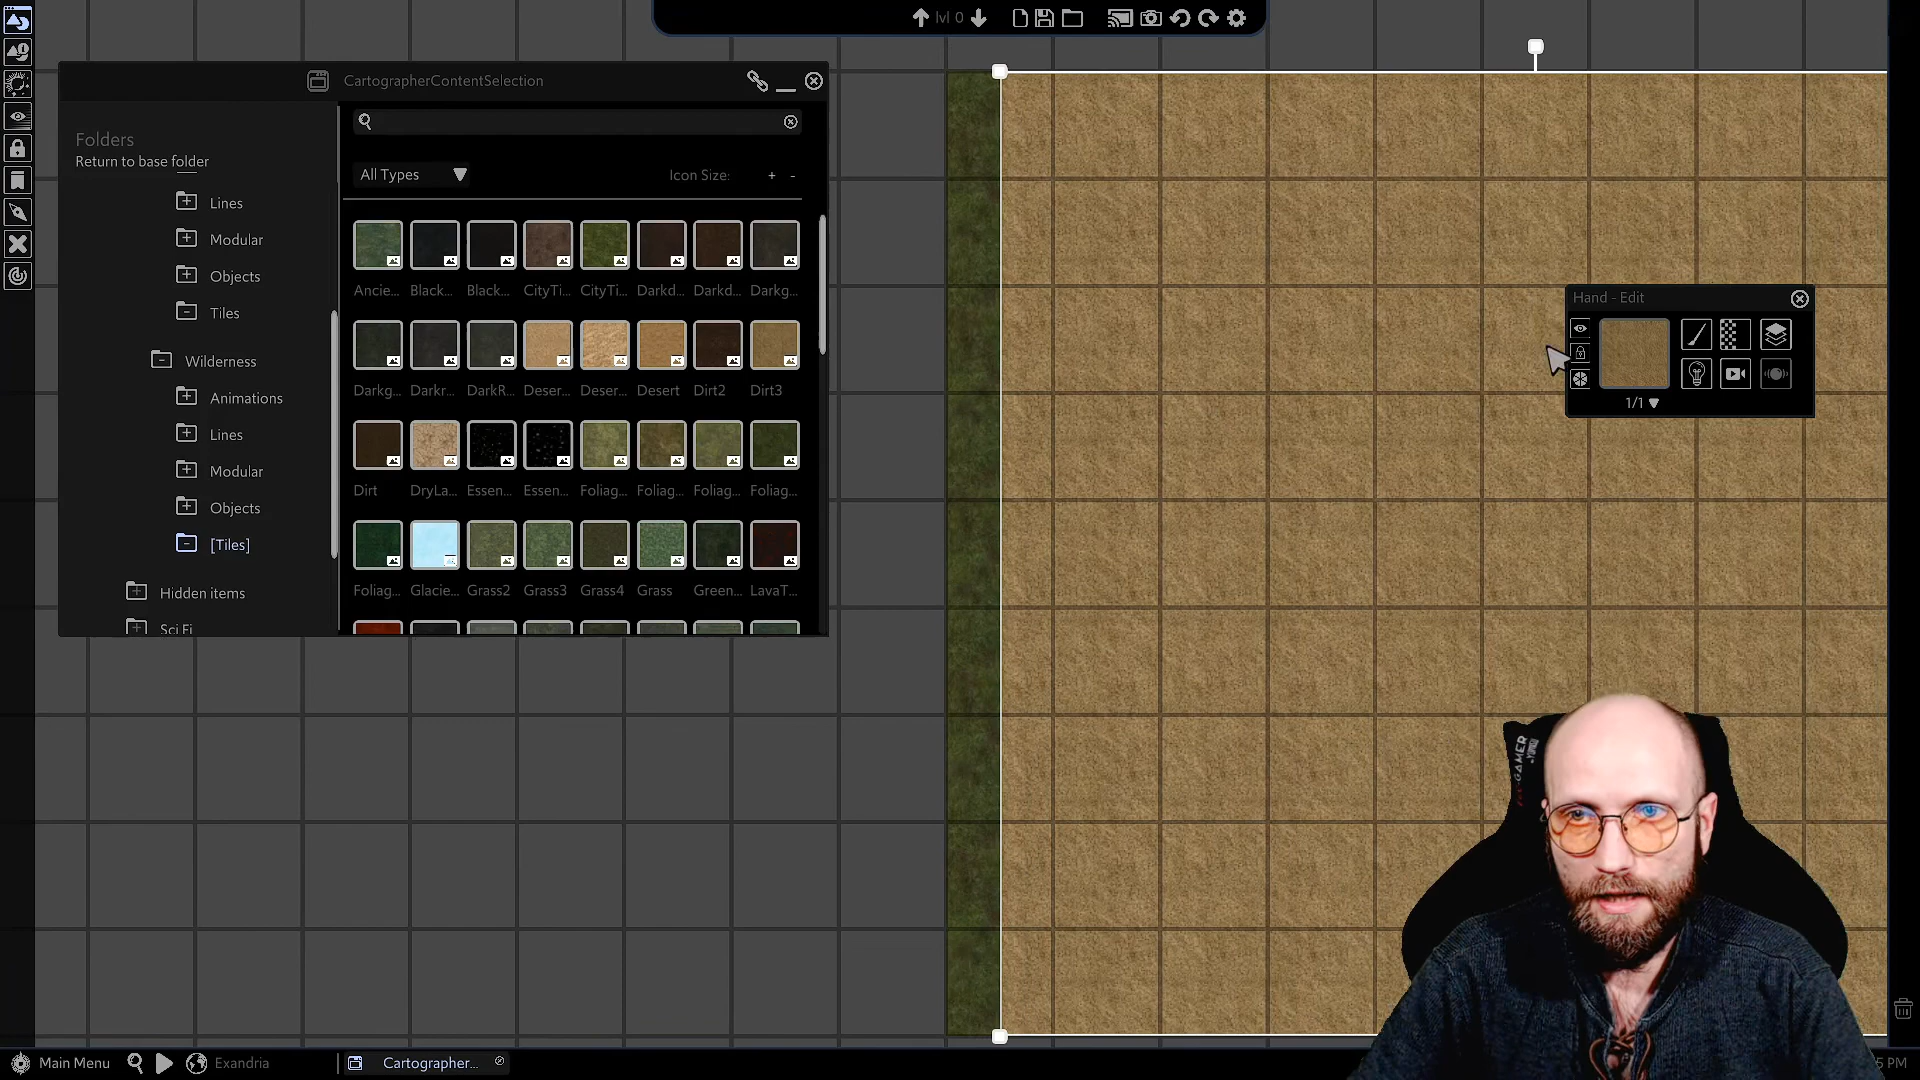 lvl 0
CartographerContentSelection
Folders
Return to base folder
Lines
Modular
Objects
Tiles
Wilderness
Animations
Lines
Modular
Objects
[Tiles]
Hidden items
Sci Fi
All Types
Icon Size: + -
Ancie... Black... Black... CityTi... CityTi... Darkd... Darkd... Darkg...
Darkg... Darkr... DarkR... Deser... Deser... Desert Dirt2 Dirt3
Dirt DryLa... Essen... Essen... Foliag... Foliag... Foliag... Foliag...
Foliag... Glacie... Grass2 Grass3 Grass4 Grass Green... LavaT...
Hand - Edit
1/1
GAMER
Main Menu
Exandria
Cartographer...
5 PM